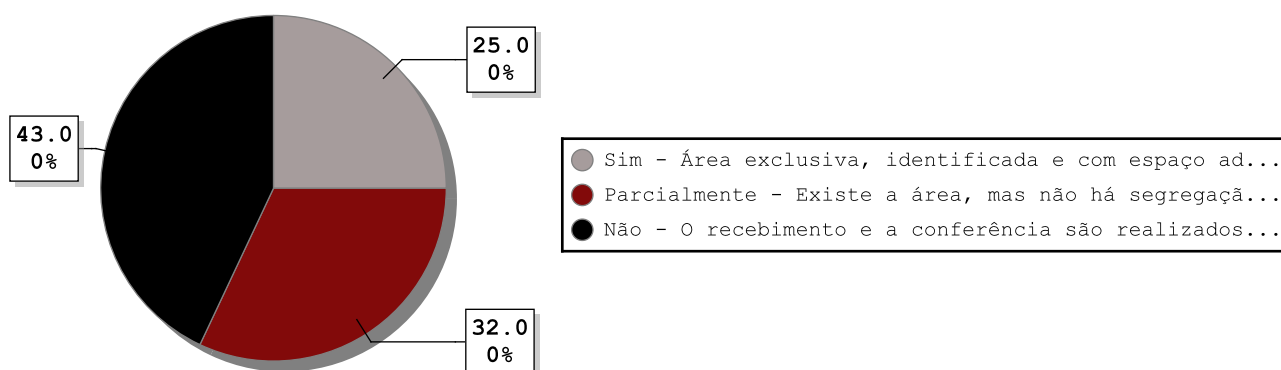 25.0
0%
43.0
0%
32.0
0%
Sim - Área exclusiva, identificada e com espaço ad...
Parcialmente - Existe a área, mas não há segregaçã...
Não - O recebimento e a conferência são realizados...